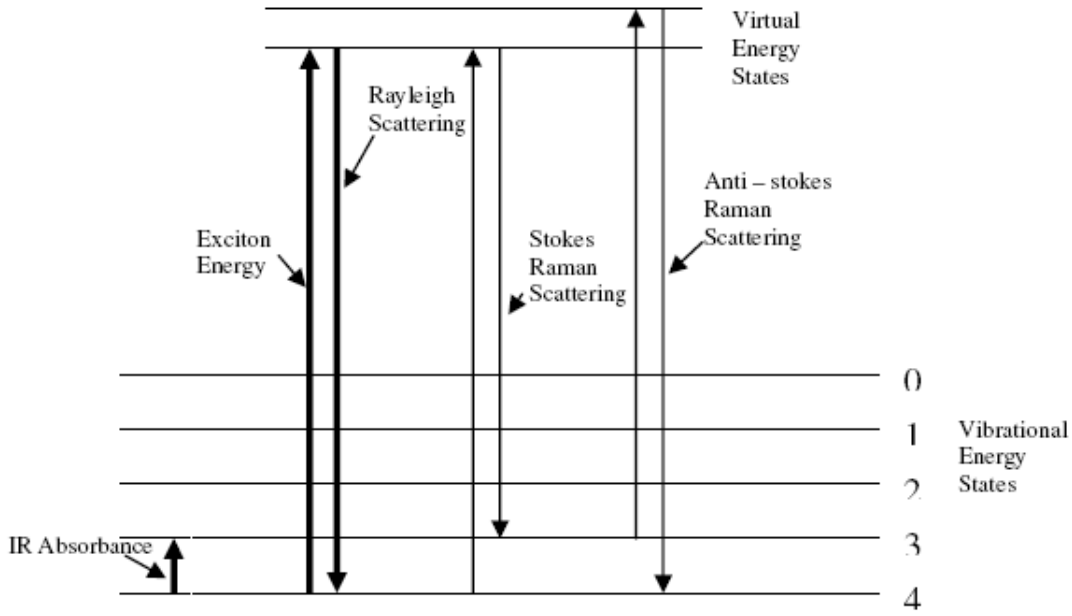 Virtual
Energy
States
Rayleigh
Scattering
Anti – stokes
Raman
Scattering
Exciton
Energy
Stokes
Raman
Scattering
0
1
Vibrational
Energy
States
2
3
IR Absorbance
4